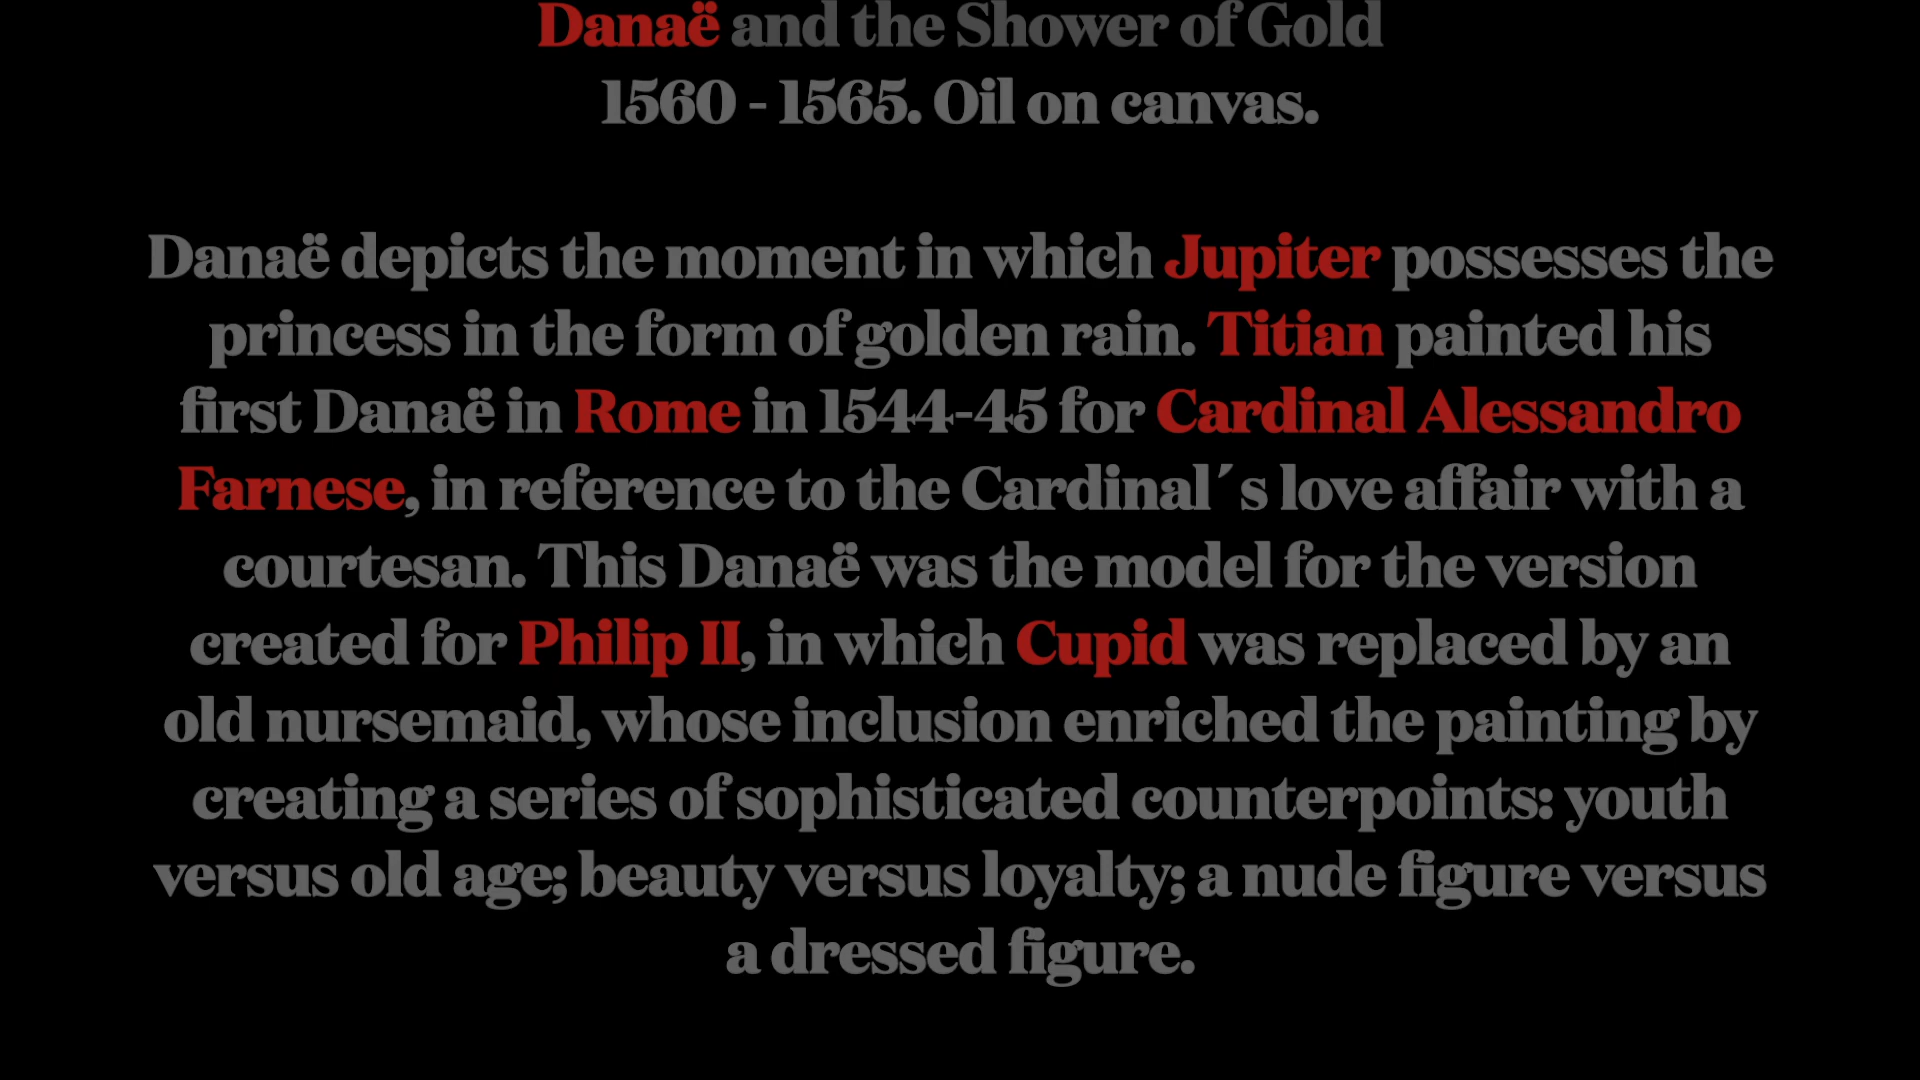 Danaë and the Shower of Gold
1560 - 1565. Oil on canvas.
Danaë depicts the moment in which Jupiter possesses the
princess in the form of golden rain. Titian painted his
first Danaë in Rome in 1544-45 for Cardinal Alessandro
Farnese, in reference to the Cardinal´s love affair with a
courtesan. This Danaë was the model for the version
created for Philip II, in which Cupid was replaced by an
old nursemaid, whose inclusion enriched the painting by
creating a series of sophisticated counterpoints: youth
versus old age; beauty versus loyalty; a nude figure versus
a dressed figure.